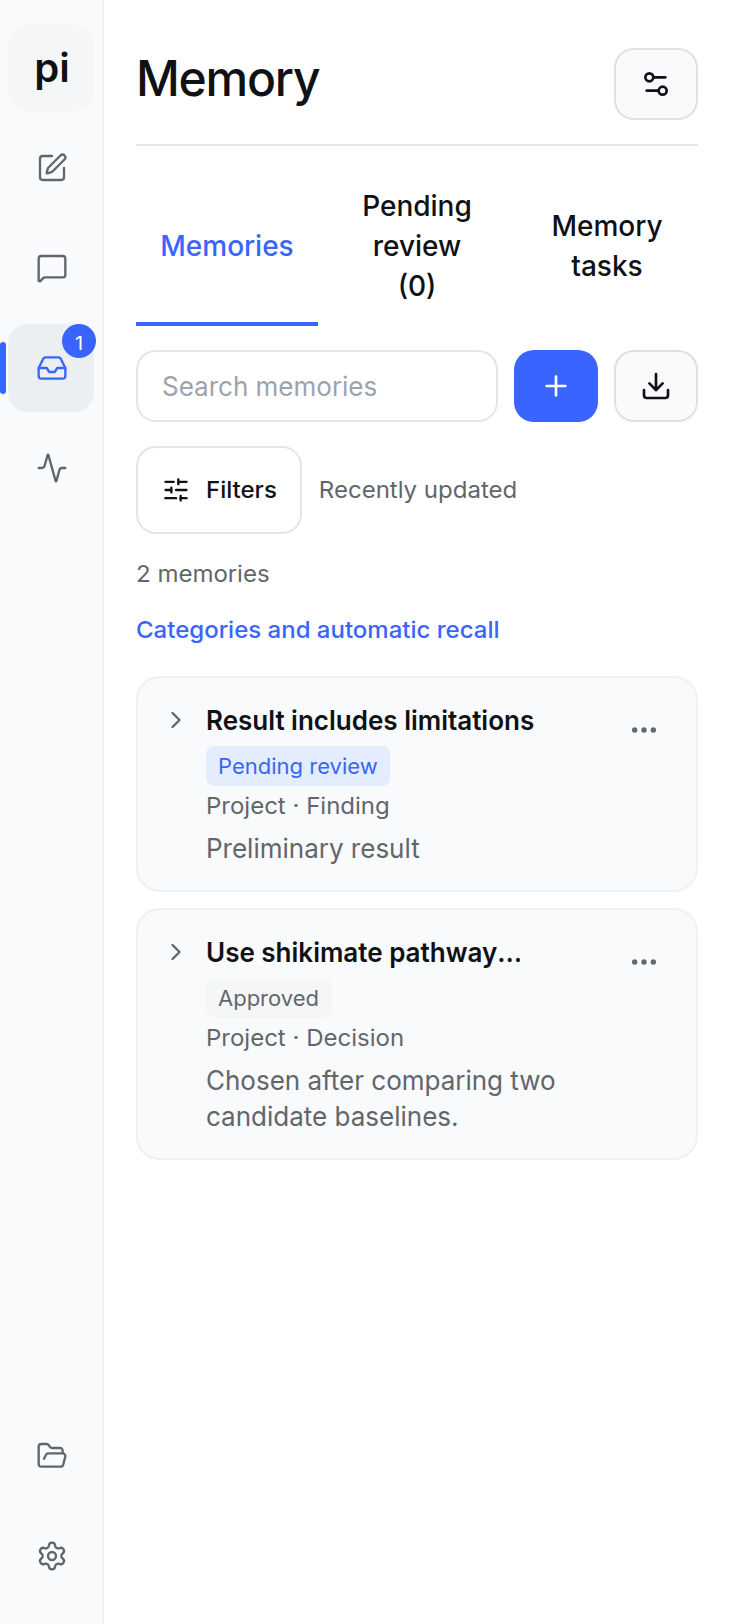 pi
Memory
Memories
Pending
review
(0)
Memory
tasks
1
Search memories
Filters
Recently updated
2 memories
Categories and automatic recall
Result includes limitations
Pending review
Project · Finding
Preliminary result
Use shikimate pathway...
Approved
Project · Decision
Chosen after comparing two
candidate baselines.